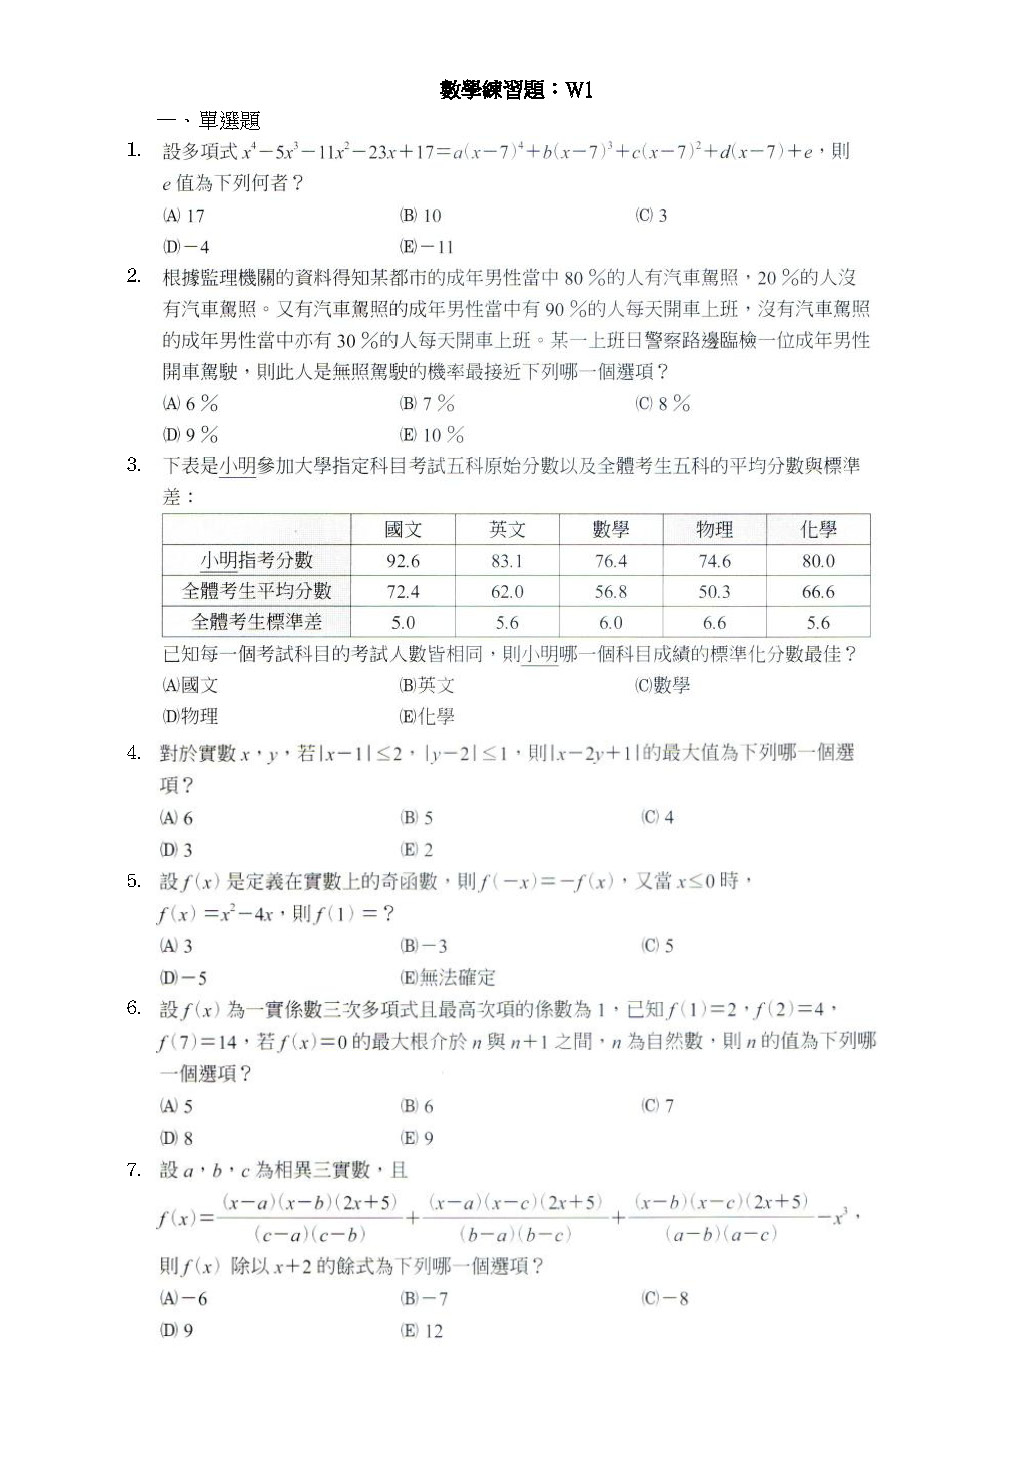 數學練習題：W1
一、單選題
1. 設多項式 x⁴－5x³－11x²－23x＋17＝a(x－7)⁴＋b(x－7)³＋c(x－7)²＋d(x－7)＋e，則
e 值為下列何者？
(A) 17 (B) 10 (C) 3
(D)－4 (E)－11
2. 根據監理機關的資料得知某都市的成年男性當中 80 %的人有汽車駕照，20 %的人沒
有汽車駕照。又有汽車駕照的成年男性當中有 90 %的人每天開車上班，沒有汽車駕照
的成年男性當中亦有 30 %的人每天開車上班。某一上班日警察路邊臨檢一位成年男性
開車駕駛，則此人是無照駕駛的機率最接近下列哪一個選項？
(A) 6 % (B) 7 % (C) 8 %
(D) 9 % (E) 10 %
3. 下表是小明參加大學指定科目考試五科原始分數以及全體考生五科的平均分數與標準
差：
國文 英文 數學 物理 化學
小明指考分數 92.6 83.1 76.4 74.6 80.0
全體考生平均分數 72.4 62.0 56.8 50.3 66.6
全體考生標準差 5.0 5.6 6.0 6.6 5.6
已知每一個考試科目的考試人數皆相同，則小明哪一個科目成績的標準化分數最佳？
(A)國文 (B)英文 (C)數學
(D)物理 (E)化學
4. 對於實數 x，y，若|x－1|≤2，|y－2|≤1，則|x－2y＋1|的最大值為下列哪一個選
項？
(A) 6 (B) 5 (C) 4
(D) 3 (E) 2
5. 設 f(x) 是定義在實數上的奇函數，則 f(－x)＝－f(x)，又當 x≤0 時，
f(x)＝x²－4x，則 f(1)＝？
(A) 3 (B)－3 (C) 5
(D)－5 (E)無法確定
6. 設 f(x) 為一實係數三次多項式且最高次項的係數為 1，已知 f(1)＝2，f(2)＝4，
f(7)＝14，若 f(x)＝0 的最大根介於 n 與 n＋1 之間，n 為自然數，則 n 的值為下列哪
一個選項？
(A) 5 (B) 6 (C) 7
(D) 8 (E) 9
7. 設 a，b，c 為相異三實數，且
f(x)＝(x－a)(x－b)(2x＋5)/(c－a)(c－b)＋(x－a)(x－c)(2x＋5)/(b－a)(b－c)＋(x－b)(x－c)(2x＋5)/(a－b)(a－c)－x³，
則 f(x) 除以 x＋2 的餘式為下列哪一個選項？
(A)－6 (B)－7 (C)－8
(D) 9 (E) 12